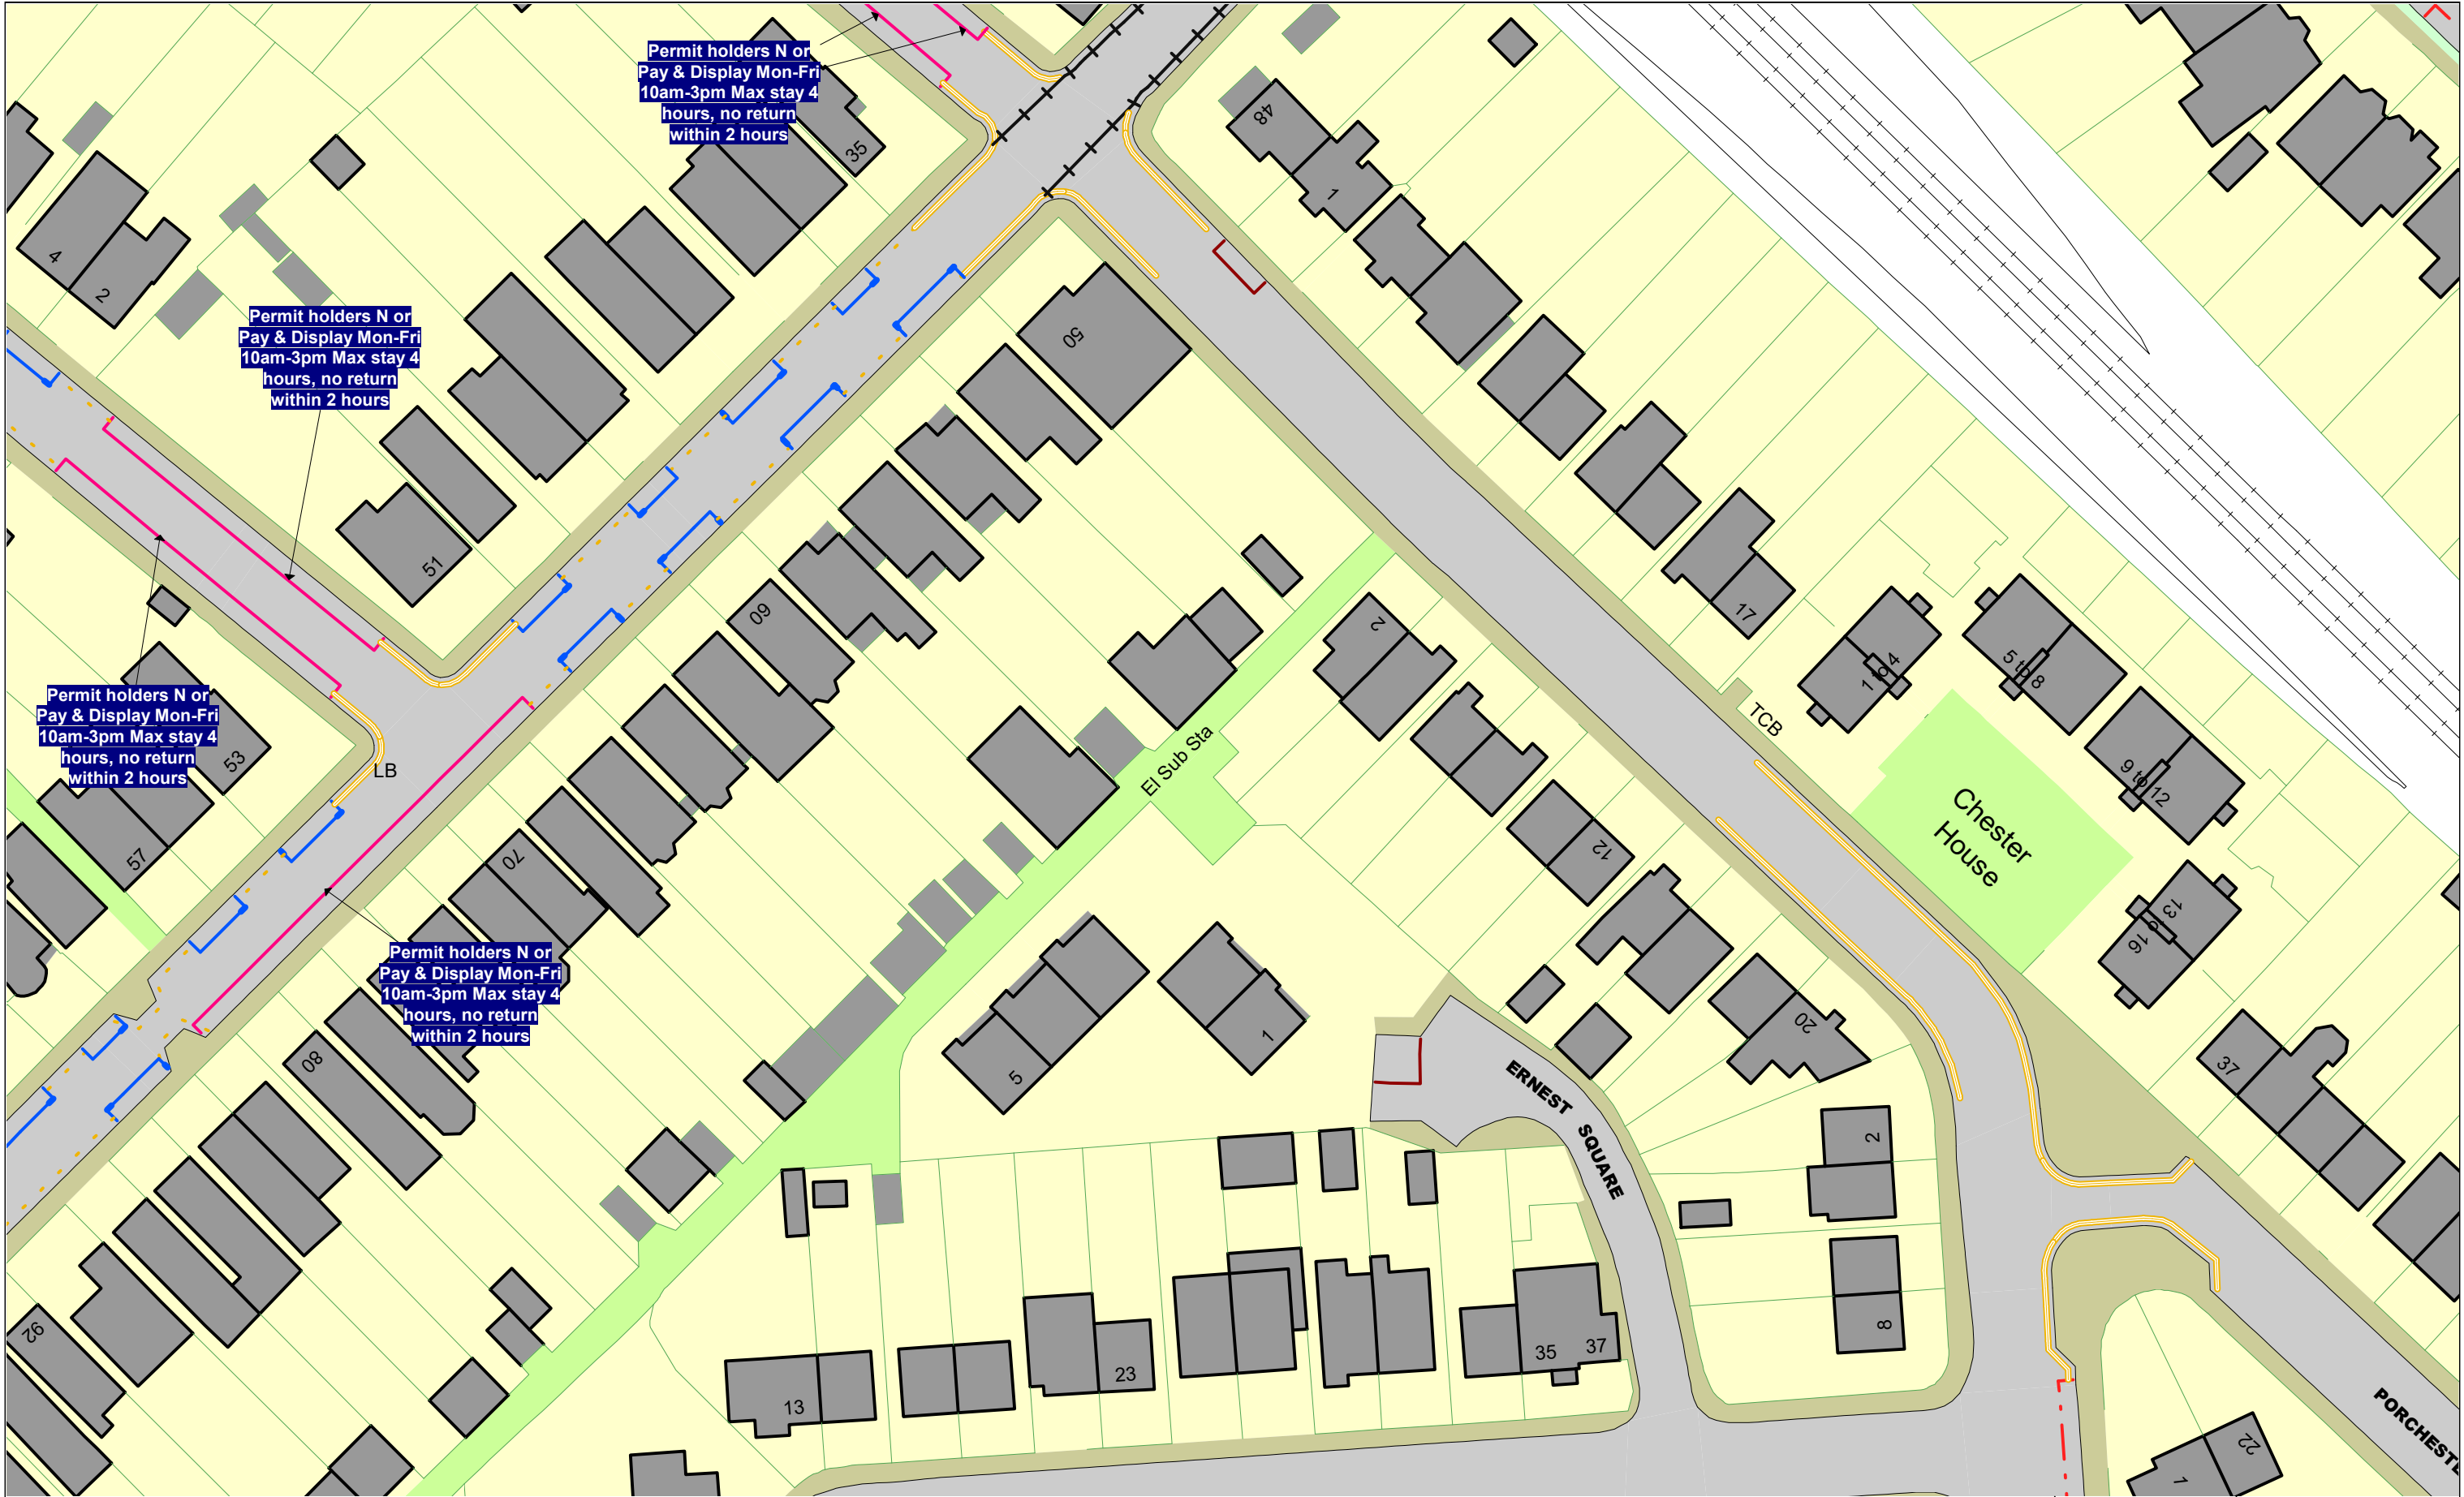 Permit holders N or
Pay & Display Mon-Fri
10am-3pm Max stay 4
hours, no return
within 2 hours
35
48
1
4
2
Permit holders N or
Pay & Display Mon-Fri
10am-3pm Max stay 4
hours, no return
within 2 hours
50
51
60
2
17
1 to 4
5 to 8
TCB
El Sub Sta
Permit holders N or
Pay & Display Mon-Fri
10am-3pm Max stay 4
hours, no return
within 2 hours
53
LB
57
70
12
9 to 12
Chester
House
13 to 16
Permit holders N or
Pay & Display Mon-Fri
10am-3pm Max stay 4
hours, no return
within 2 hours
80
5
1
20
37
ERNEST SQUARE
2
8
92
13
23
35
37
22
1